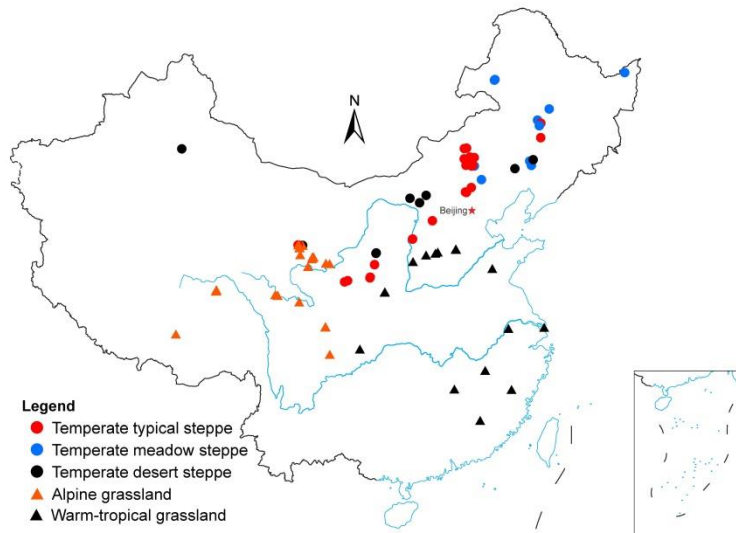 N
Beijing
Legend
Temperate typical steppe
Temperate meadow steppe
Temperate desert steppe
Alpine grassland
Warm-tropical grassland